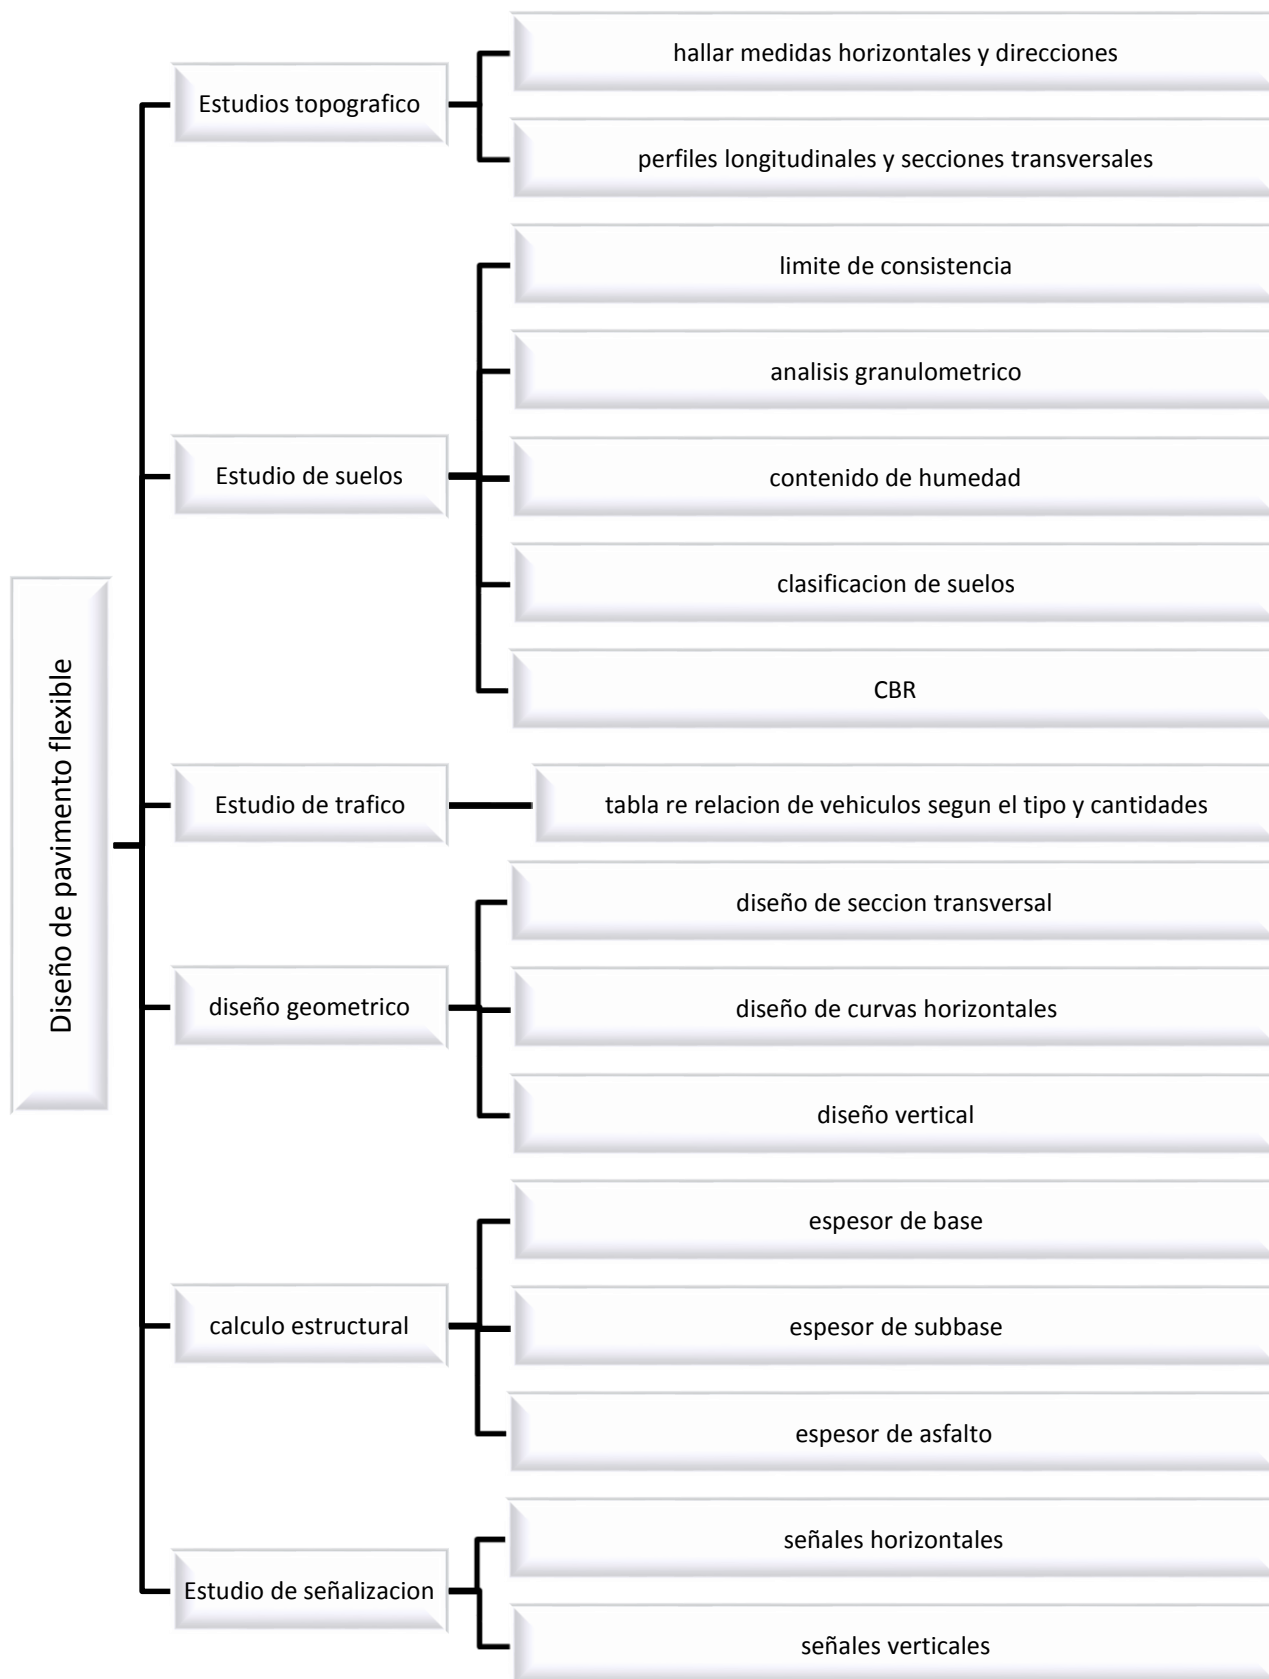 Diseño de pavimento flexible
Estudios topografico
hallar medidas horizontales y direcciones
perfiles longitudinales y secciones transversales
Estudio de suelos
limite de consistencia
analisis granulometrico
contenido de humedad
clasificacion de suelos
CBR
Estudio de trafico
tabla re relacion de vehiculos segun el tipo y cantidades
diseño geometrico
diseño de seccion transversal
diseño de curvas horizontales
diseño vertical
calculo estructural
espesor de base
espesor de subbase
espesor de asfalto
Estudio de señalizacion
señales horizontales
señales verticales